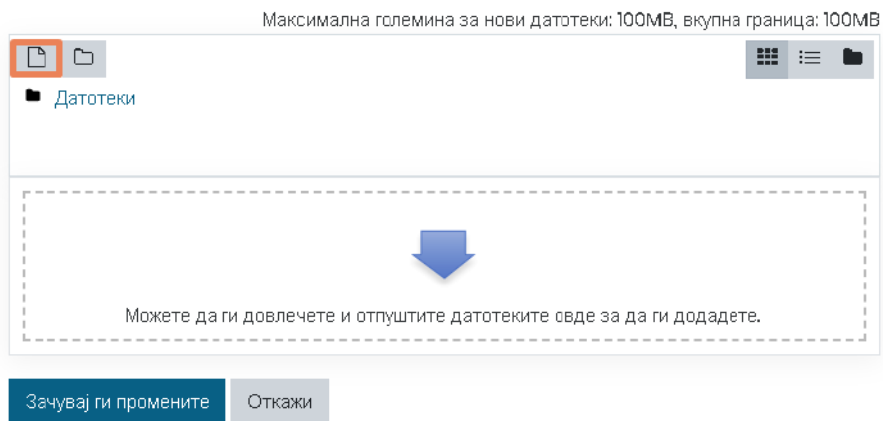 Максимална големина за нови датотеки: 100MB, вкупна граница: 100MB
Датотеки
Можете да ги довлечете и отпуштите датотеките овде за да ги додадете.
Зачувај ги промените Откажи